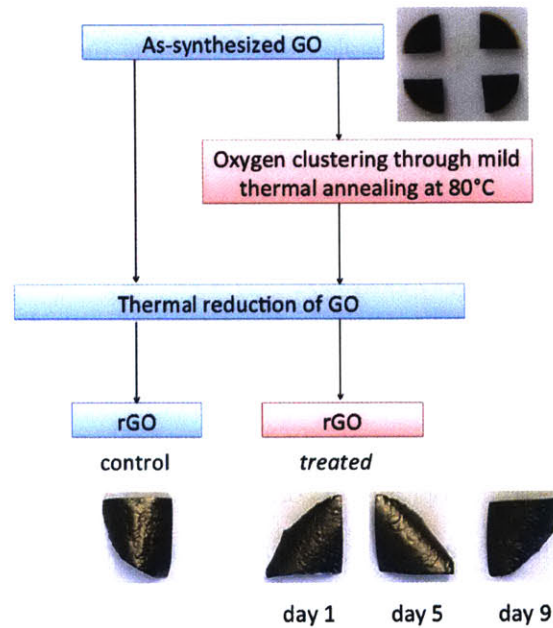 As-synthesized GO
Oxygen clustering through mild
thermal annealing at 80°C
Thermal reduction of GO
rGO
rGO
control
treated
day 1
day 5
day 9